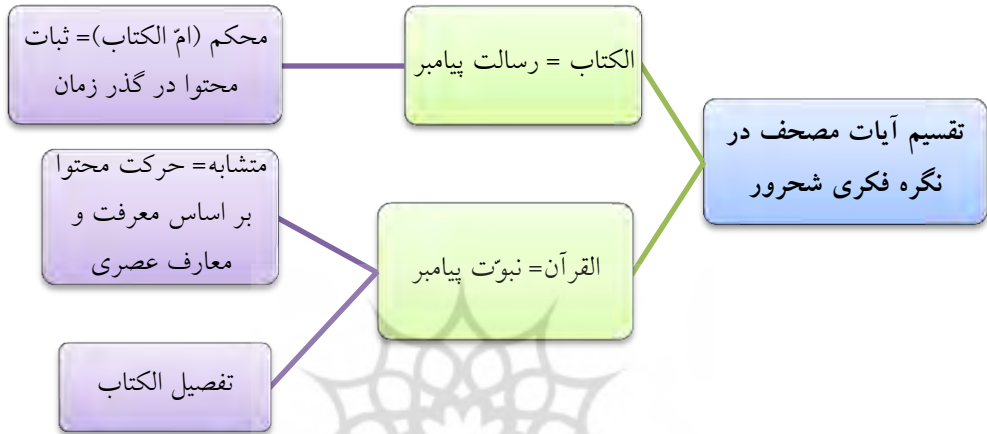 تقسیم آیات مصحف در
نگره فکری شحرور
الکتاب = رسالت پیامبر
محکم (امّ الکتاب)= ثبات
محتوا در گذر زمان
القرآن= نبوّت پیامبر
متشابه= حرکت محتوا
بر اساس معرفت و
معارف عصری
تفصیل الکتاب